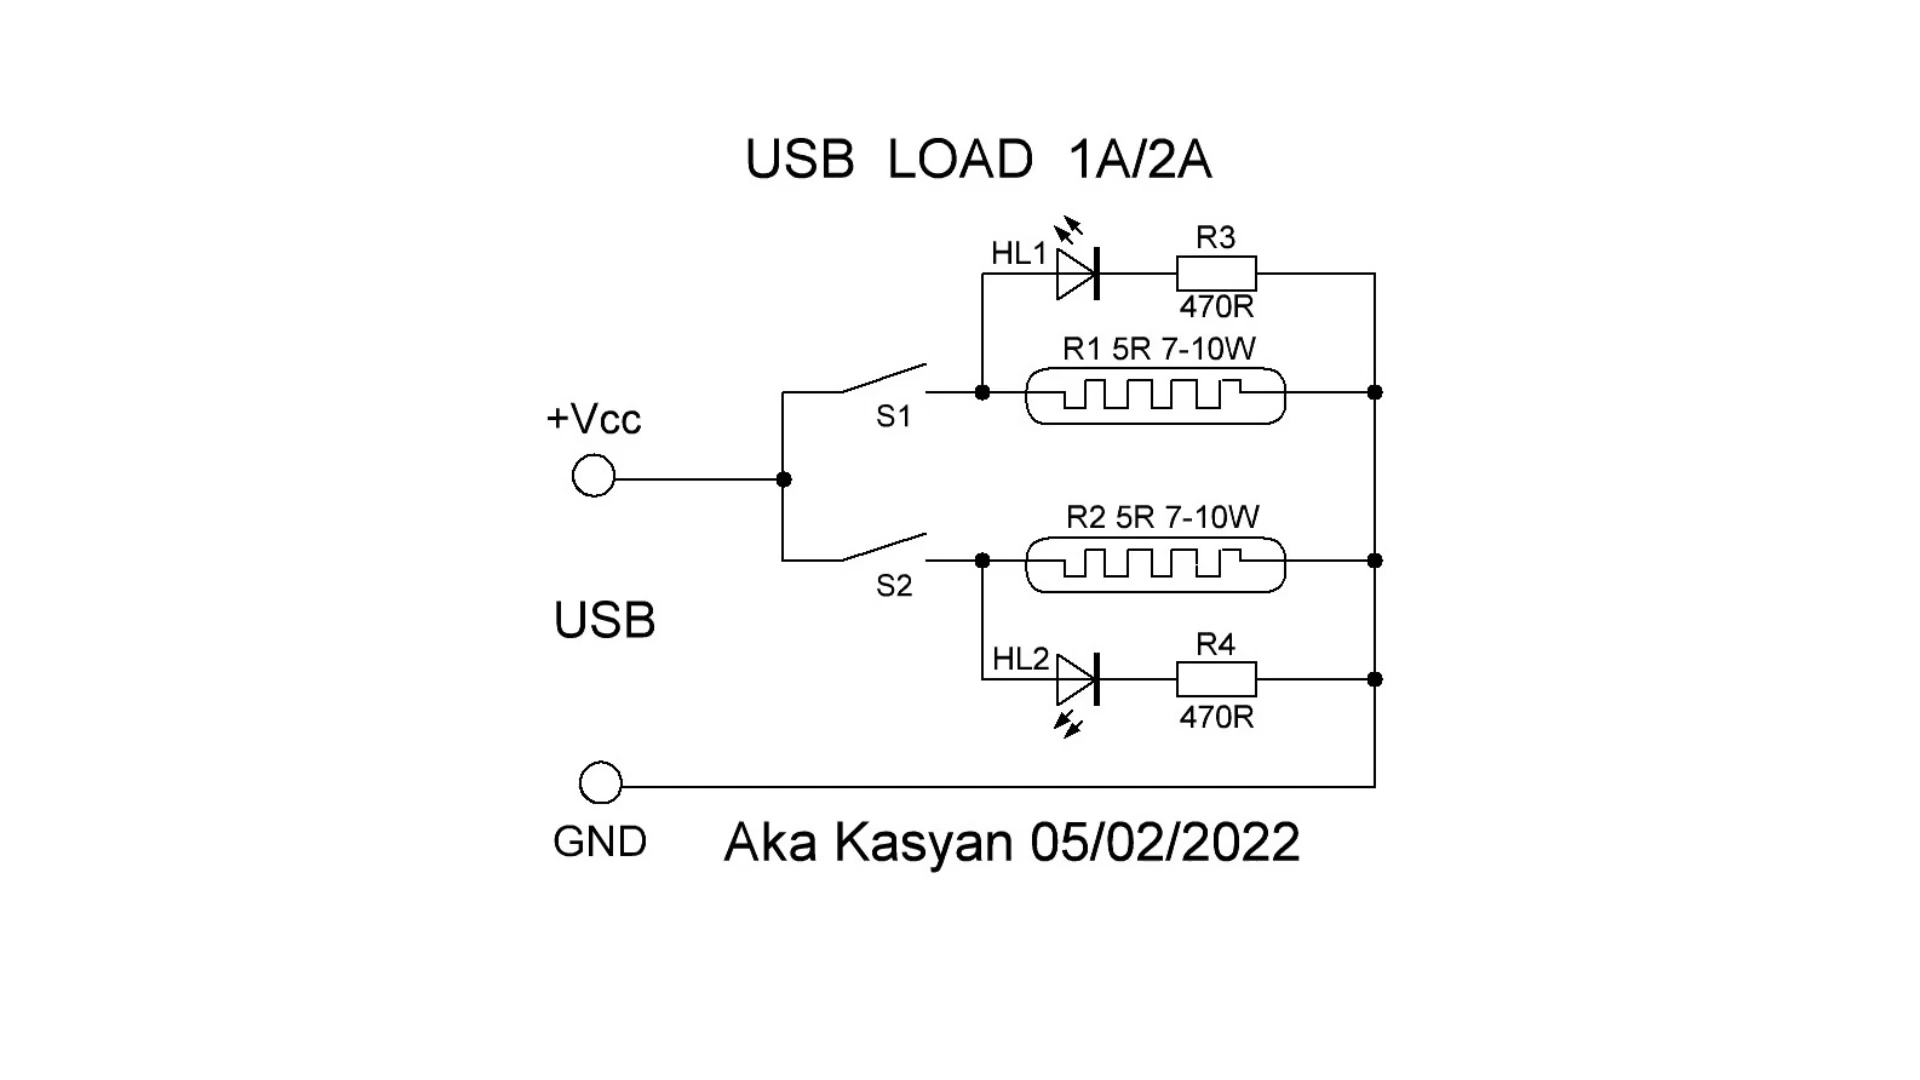 USB LOAD 1A/2A
HL1
R3
470R
R1 5R 7-10W
S1
+Vcc
R2 5R 7-10W
S2
USB
HL2
R4
470R
GND
Aka Kasyan 05/02/2022